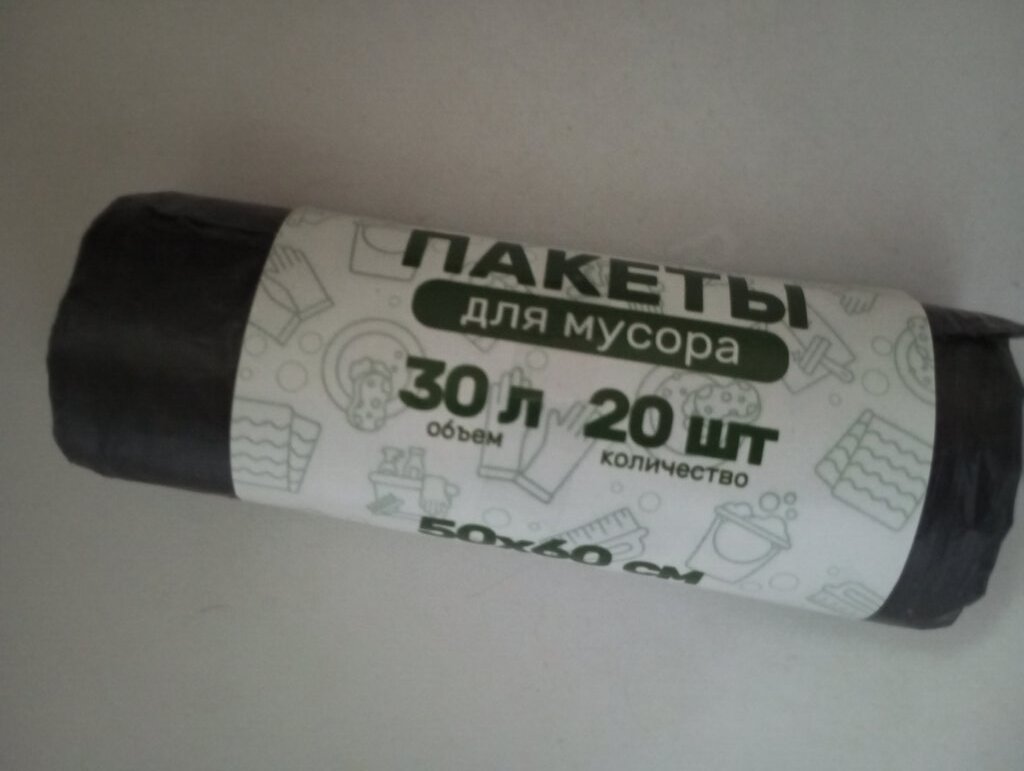 ПАКЕТЫ
для мусора
30 л 20 шт
объем количество
50x60 см